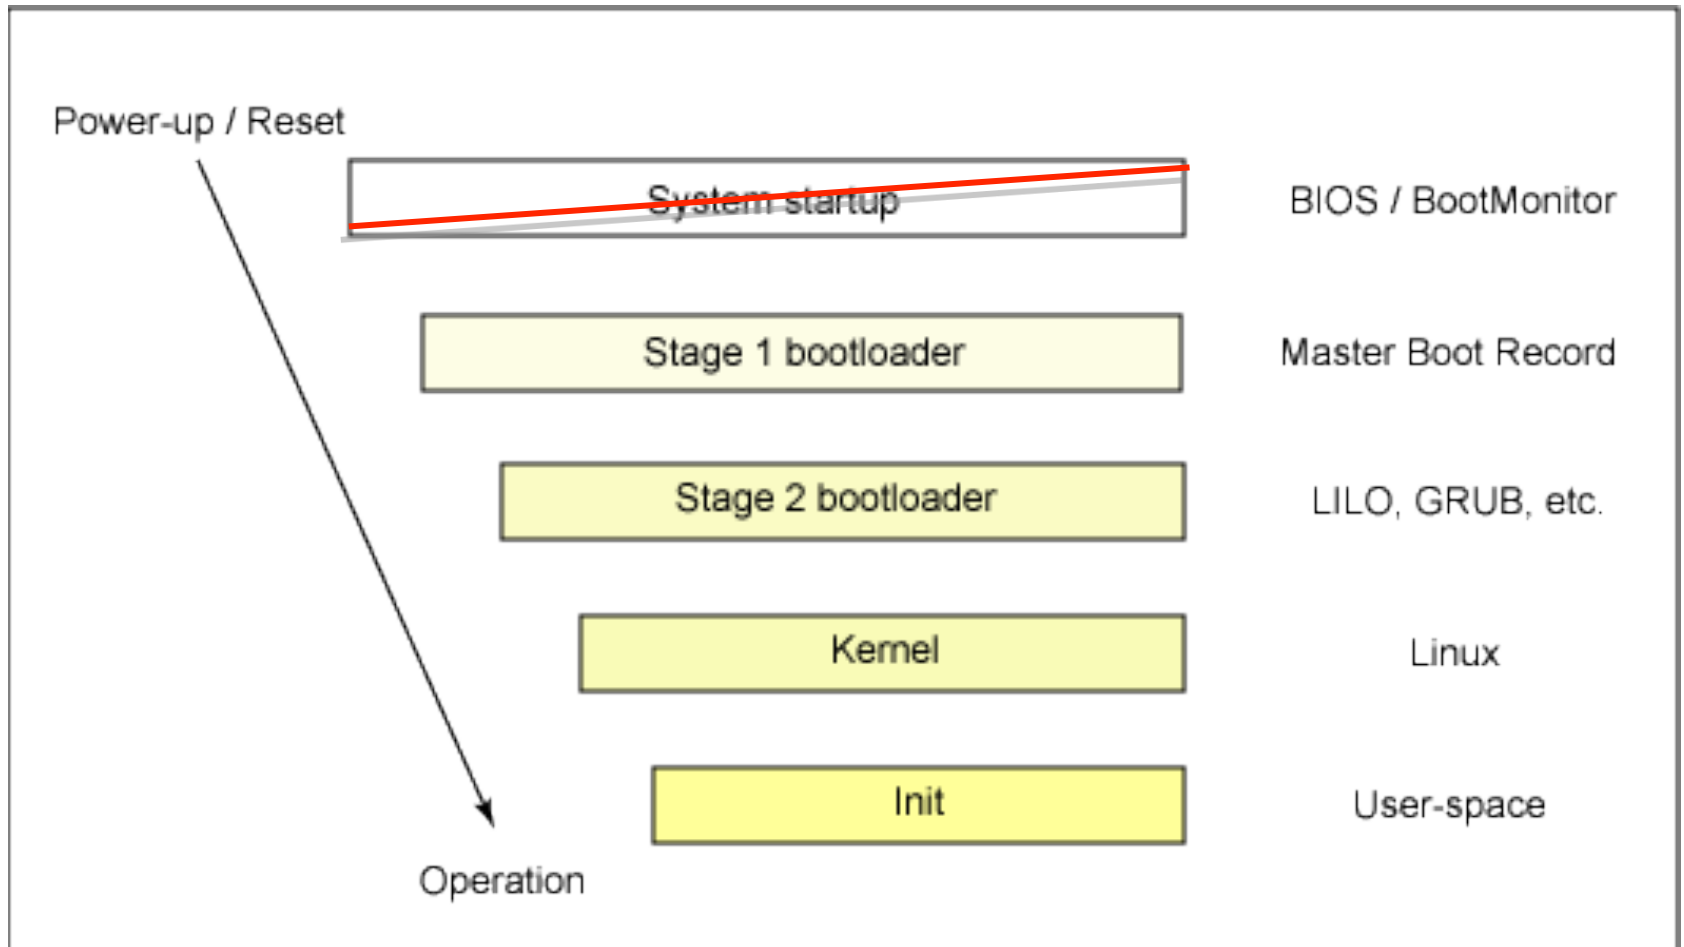 Power-up / Reset
System startup
BIOS / BootMonitor
Stage 1 bootloader
Master Boot Record
Stage 2 bootloader
LILO, GRUB, etc.
Kernel
Linux
Init
User-space
Operation